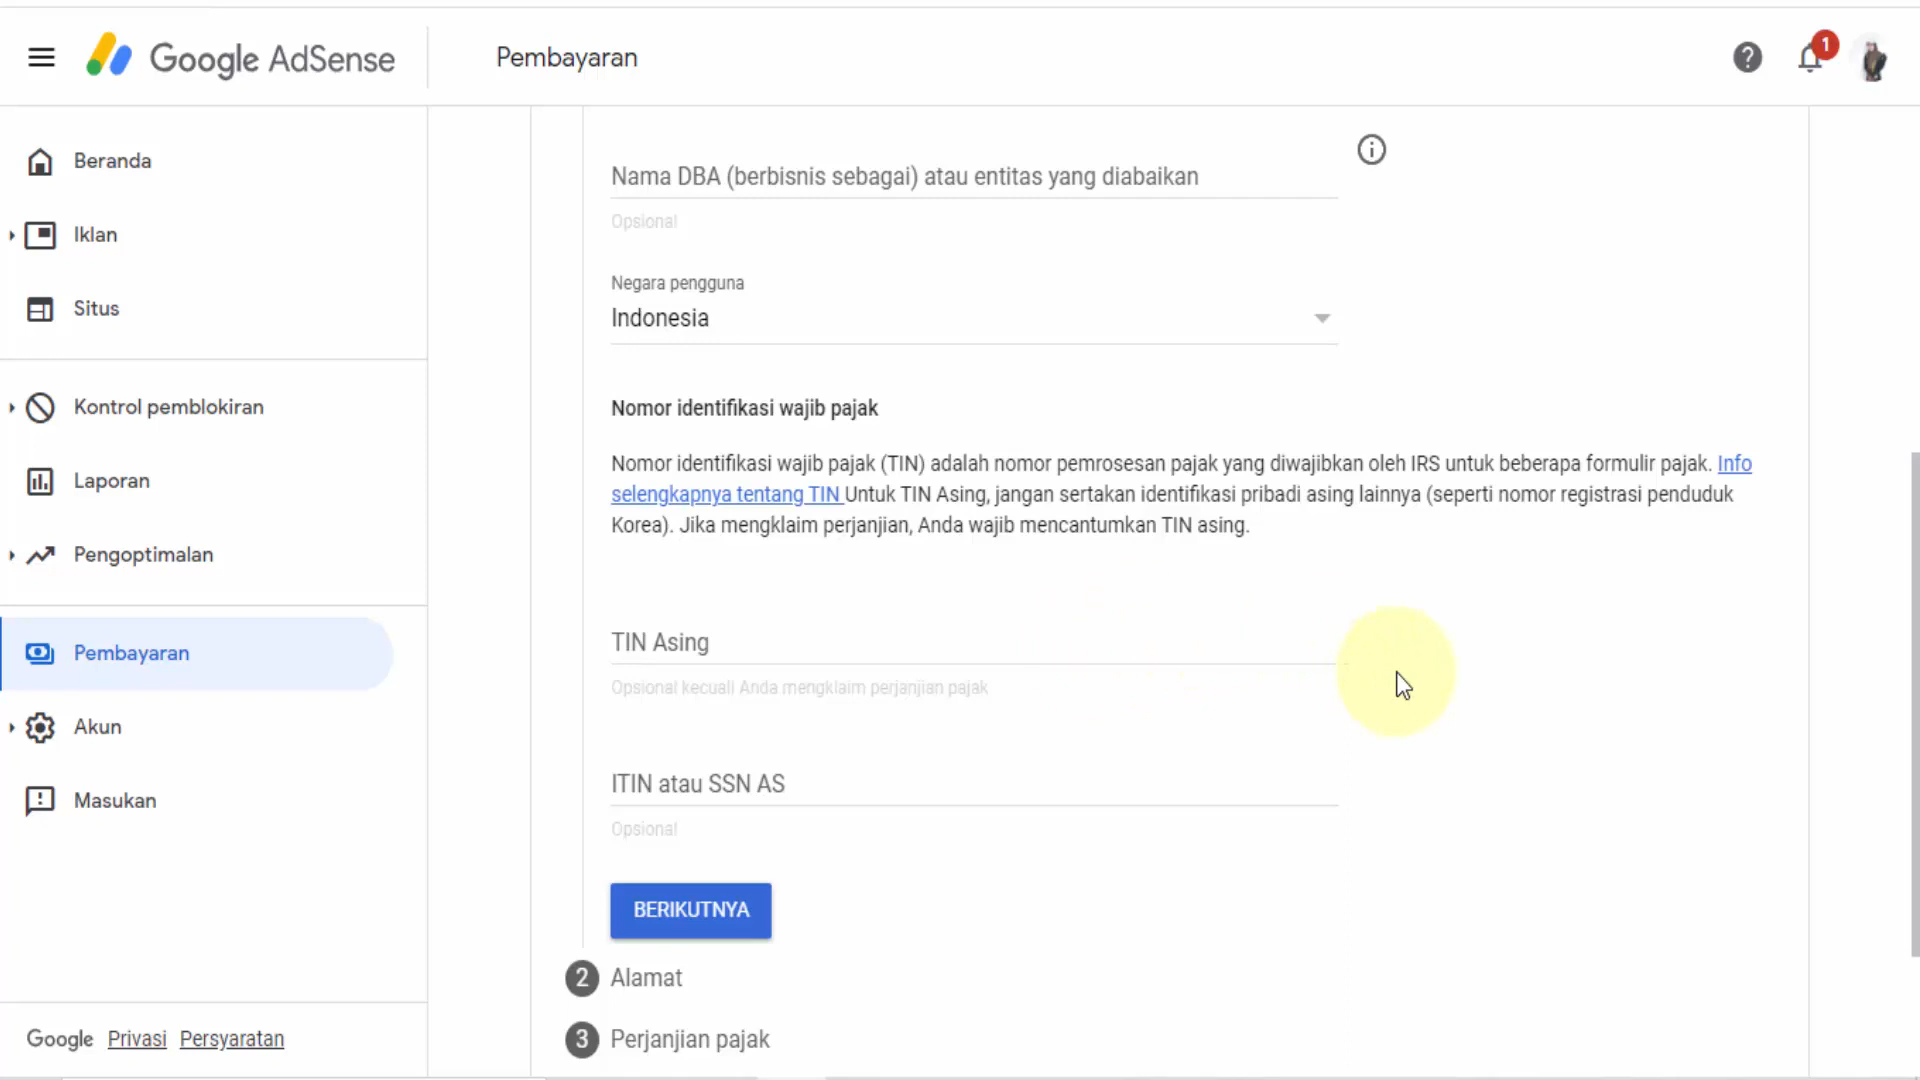 Google AdSense
Pembayaran
1
Beranda
Iklan
Situs
Kontrol pemblokiran
Laporan
Pengoptimalan
Pembayaran
Akun
Masukan
Google Privasi Persyaratan
Nama DBA (berbisnis sebagai) atau entitas yang diabaikan
Opsional
Negara pengguna
Indonesia
Nomor identifikasi wajib pajak
Nomor identifikasi wajib pajak (TIN) adalah nomor pemrosesan pajak yang diwajibkan oleh IRS untuk beberapa formulir pajak. Info
selengkapnya tentang TIN Untuk TIN Asing, jangan sertakan identifikasi pribadi asing lainnya (seperti nomor registrasi penduduk
Korea). Jika mengklaim perjanjian, Anda wajib mencantumkan TIN asing.
TIN Asing
Opsional kecuali Anda mengklaim perjanjian pajak
ITIN atau SSN AS
Opsional
BERIKUTNYA
2 Alamat
3 Perjanjian pajak